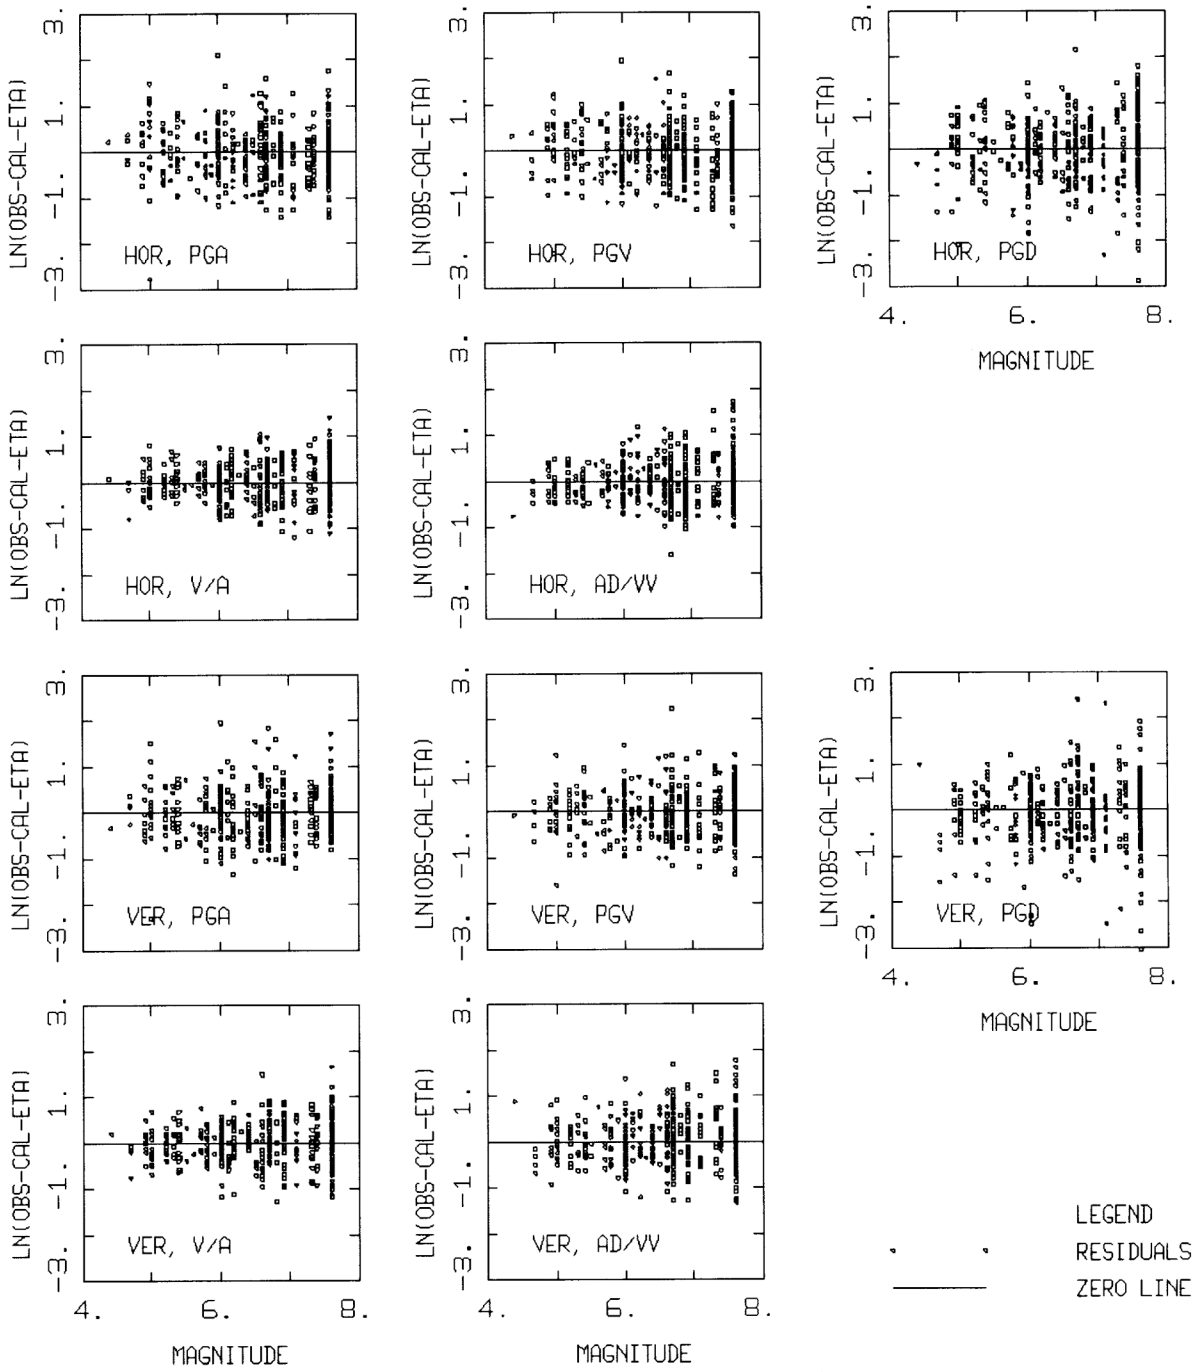 LN(OBS-CAL-ETA)
3.
1.
-1.
-3.
HOR, PGA
LN(OBS-CAL-ETA)
3.
1.
-1.
-3.
HOR, PGV
LN(OBS-CAL-ETA)
3.
1.
-1.
-3.
HOR, PGD
4.
6.
8.
MAGNITUDE
LN(OBS-CAL-ETA)
3.
1.
-1.
-3.
HOR, V/A
LN(OBS-CAL-ETA)
3.
1.
-1.
-3.
HOR, AD/VV
LN(OBS-CAL-ETA)
3.
1.
-1.
-3.
VER, PGA
LN(OBS-CAL-ETA)
3.
1.
-1.
-3.
VER, PGV
LN(OBS-CAL-ETA)
3.
1.
-1.
-3.
VER, PGD
4.
6.
8.
MAGNITUDE
LN(OBS-CAL-ETA)
3.
1.
-1.
-3.
VER, V/A
4.
6.
8.
MAGNITUDE
LN(OBS-CAL-ETA)
3.
1.
-1.
-3.
VER, AD/VV
4.
6.
8.
MAGNITUDE
LEGEND
RESIDUALS
ZERO LINE